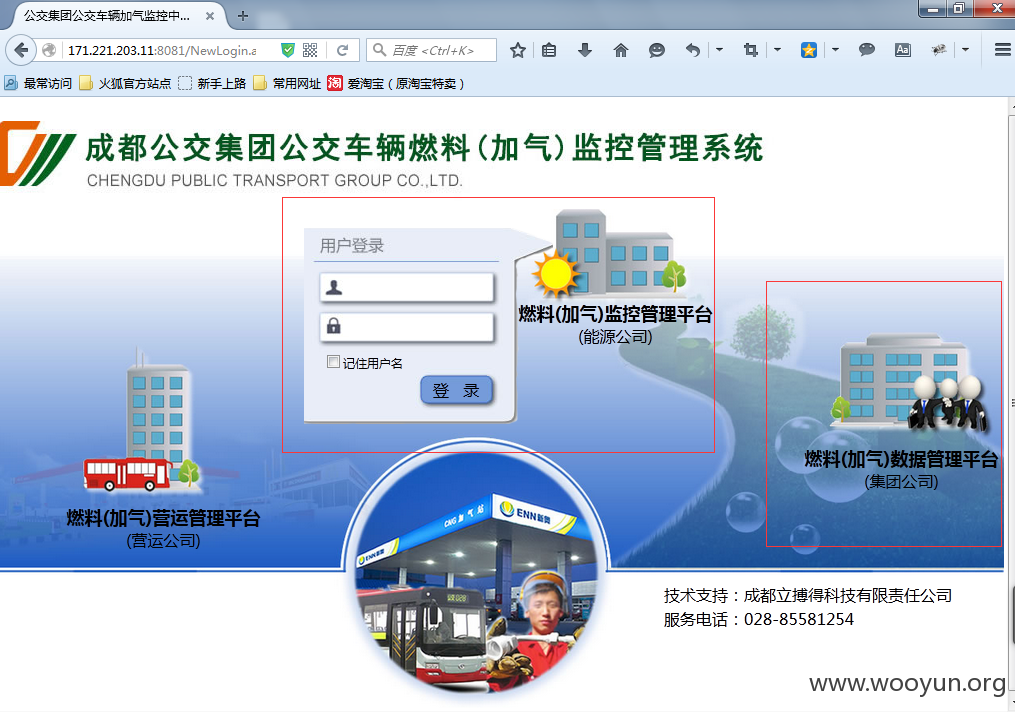 公交集团公交车辆加气监控中...
171.221.203.11:8081/NewLogin.a
百度 <Ctrl+K>
最常访问 火狐官方站点 新手上路 常用网址 淘 爱淘宝（原淘宝特卖）
成都公交集团公交车辆燃料(加气)监控管理系统
CHENGDU PUBLIC TRANSPORT GROUP CO.,LTD.
用户登录
记住用户名
登 录
燃料(加气)监控管理平台
(能源公司)
燃料(加气)数据管理平台
(集团公司)
燃料(加气)营运管理平台
(营运公司)
CNG 加气站
ENN新奥
ENN新奥
技术支持：成都立搏得科技有限责任公司
服务电话：028-85581254
www.wooyun.org